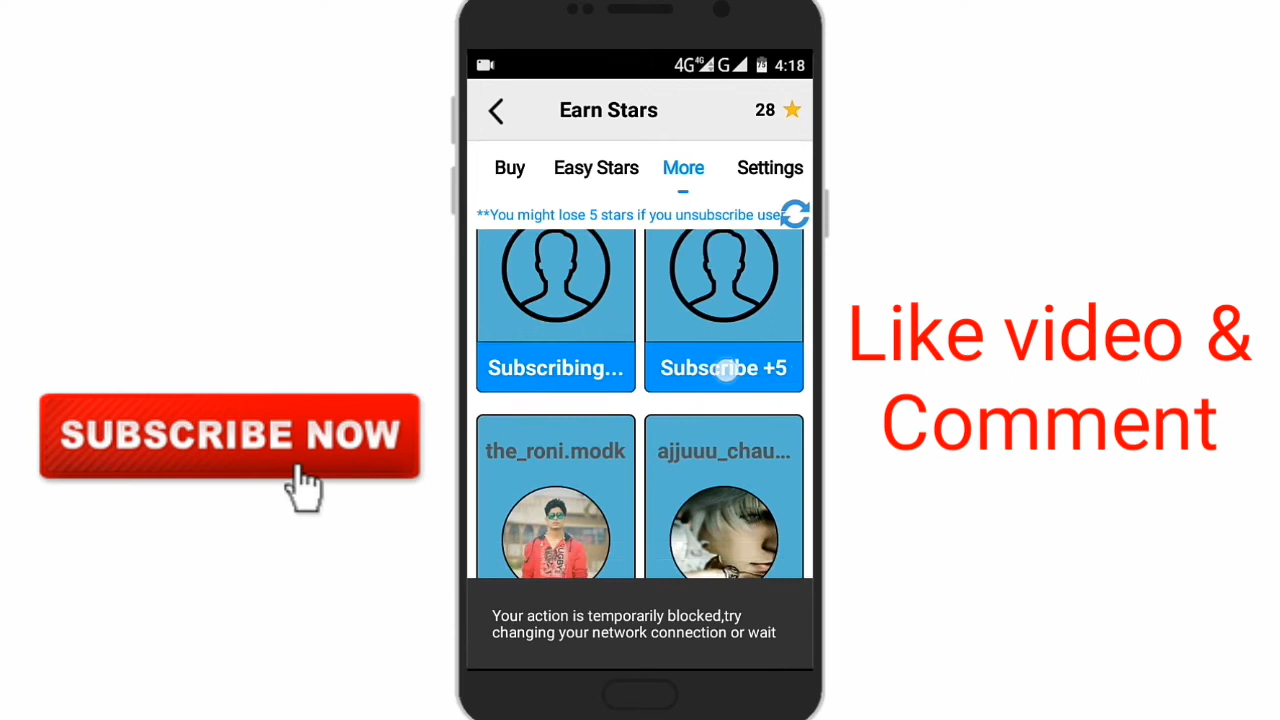 4G 4G G 75 4:18
Earn Stars 28
Buy Easy Stars More Settings
**You might lose 5 stars if you unsubscribe use
Subscribing... Subscribe +5
the_roni.modk ajjuuu_chau...
Your action is temporarily blocked,try
changing your network connection or wait
SUBSCRIBE NOW
Like video &
Comment